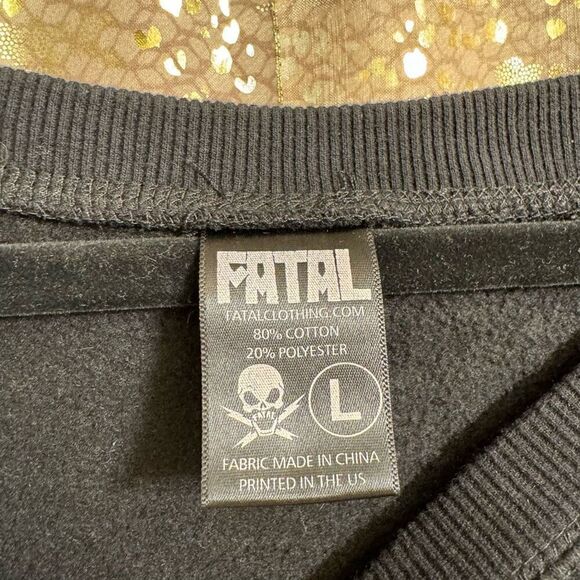 FATAL
FATALCLOTHING.COM
80% COTTON
20% POLYESTER
L
FABRIC MADE IN CHINA
PRINTED IN THE US